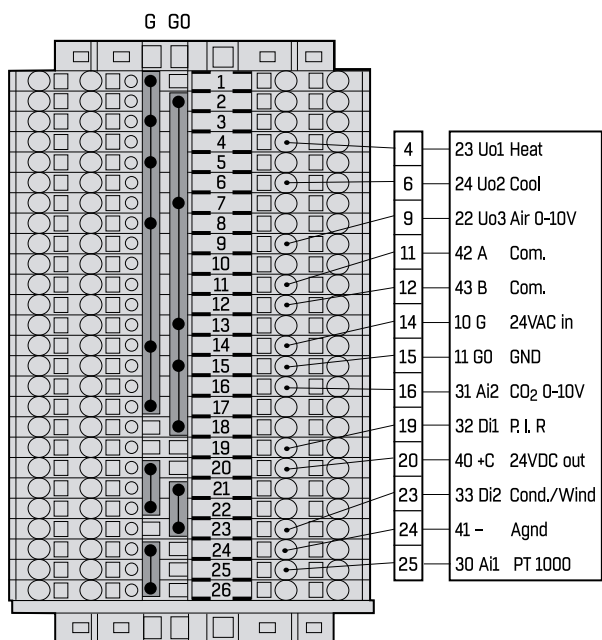 G G0
1
2
3
4
5
6
7
8
9
10
11
12
13
14
15
16
17
18
19
20
21
22
23
24
25
26
4 23 Uo1 Heat
6 24 Uo2 Cool
9 22 Uo3 Air 0-10V
11 42 A Com.
12 43 B Com.
14 10 G 24VAC in
15 11 G0 GND
16 31 Ai2 CO₂ 0-10V
19 32 Di1 P. I. R
20 40 +C 24VDC out
23 33 Di2 Cond./Wind
24 41 – Agnd
25 30 Ai1 PT 1000